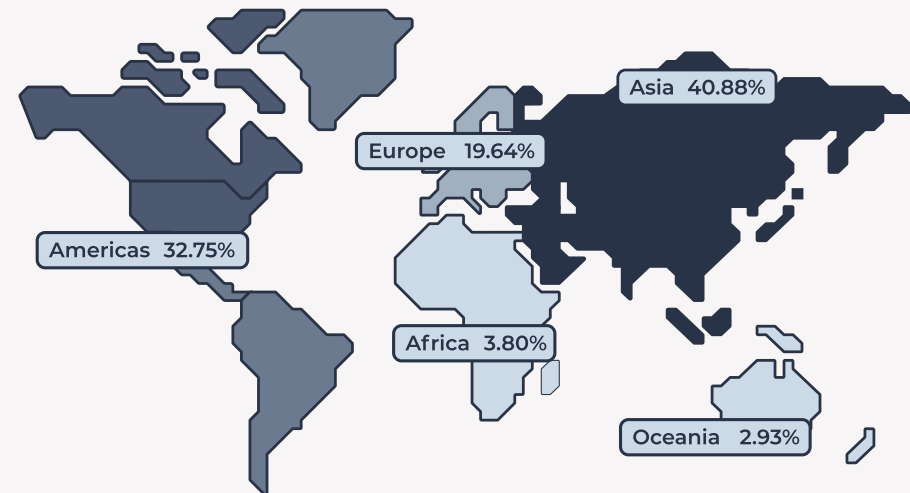 Asia 40.88%
Europe 19.64%
Americas 32.75%
Africa 3.80%
Oceania 2.93%